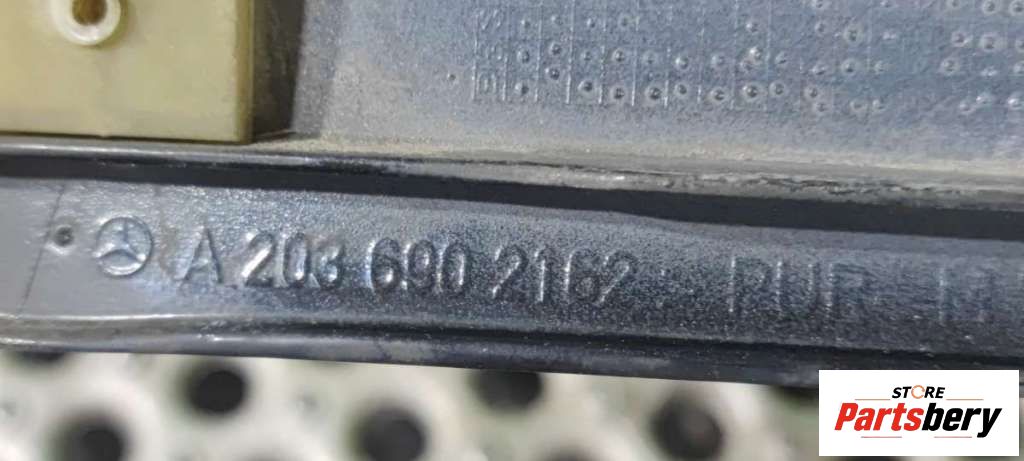 A 203 690 2162 :- PUR M
STORE
Partsbery